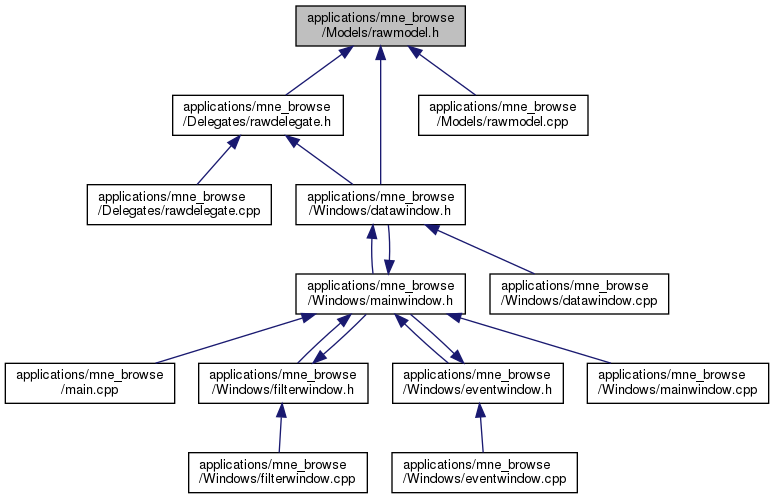 applications/mne_browse
/Models/rawmodel.h
applications/mne_browse
/Delegates/rawdelegate.h
applications/mne_browse
/Models/rawmodel.cpp
applications/mne_browse
/Delegates/rawdelegate.cpp
applications/mne_browse
/Windows/datawindow.h
applications/mne_browse
/Windows/mainwindow.h
applications/mne_browse
/Windows/datawindow.cpp
applications/mne_browse
/main.cpp
applications/mne_browse
/Windows/filterwindow.h
applications/mne_browse
/Windows/eventwindow.h
applications/mne_browse
/Windows/mainwindow.cpp
applications/mne_browse
/Windows/filterwindow.cpp
applications/mne_browse
/Windows/eventwindow.cpp